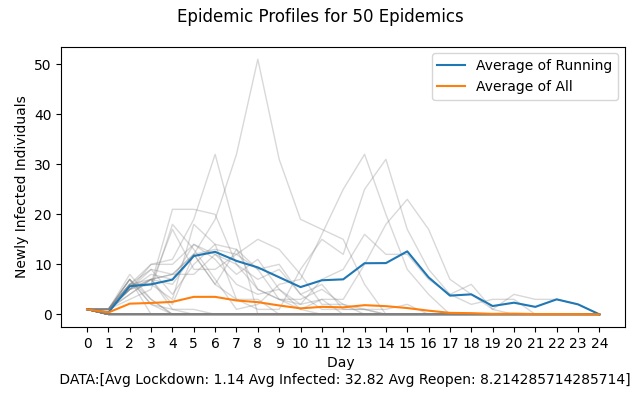 Epidemic Profiles for 50 Epidemics
Average of Running
Average of All
Newly Infected Individuals
50
40
30
20
10
0
0 1 2 3 4 5 6 7 8 9 10 11 12 13 14 15 16 17 18 19 20 21 22 23 24
Day
DATA:[Avg Lockdown: 1.14 Avg Infected: 32.82 Avg Reopen: 8.214285714285714]